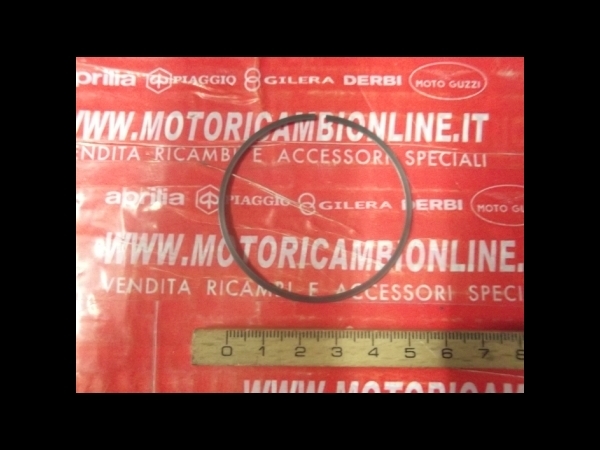 aprilia PIAGGIO GILERA DERBI MOTO GUZZI
WWW.MOTORICAMBIONLINE.IT
VENDITA RICAMBI E ACCESSORI SPECIALI
aprilia PIAGGIO GILERA DERBI MOTO GUZZI
WWW.MOTORICAMBIONLINE.
VENDITA RICAMBI E ACCESSORI SPECI
0 1 2 3 4 5 6 7 8
WWW.MOTORICAM